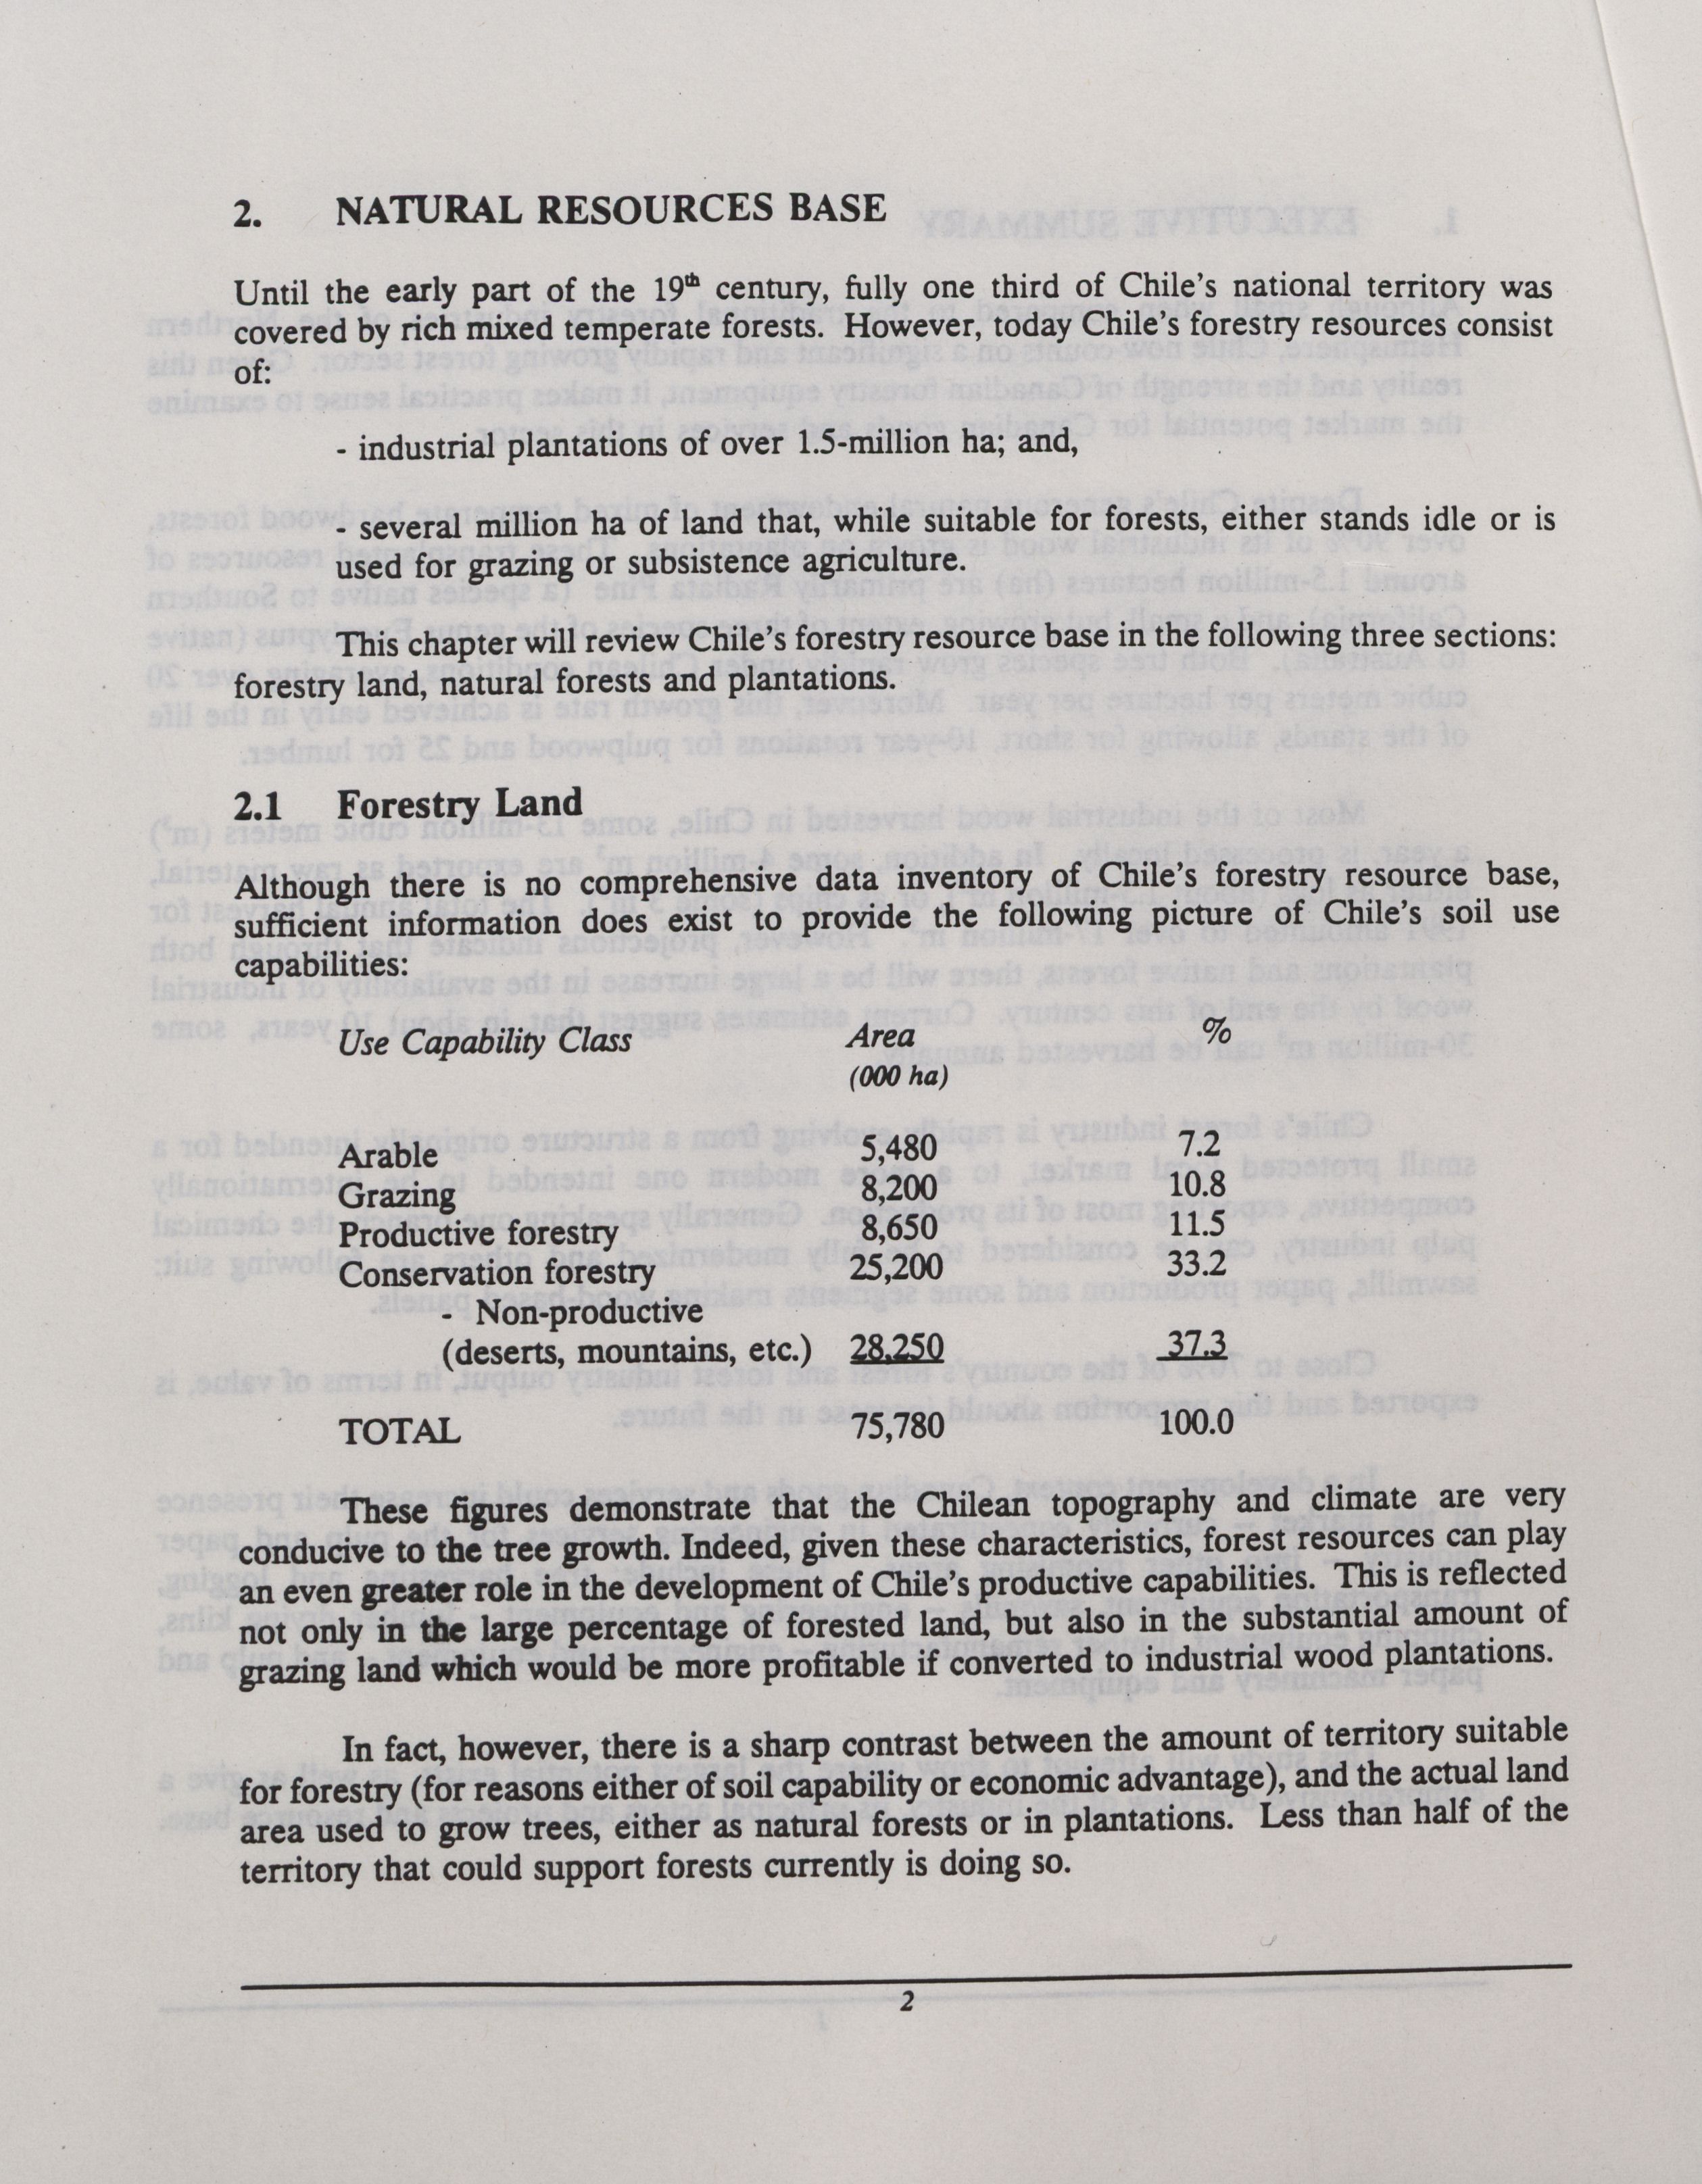 2. NATURAL RESOURCES BASE
Until the early part of the 19th century, fully one third of Chile's national territory was
covered by rich mixed temperate forests. However, today Chile's forestry resources consist
of:
- industrial plantations of over 1.5-million ha; and,
- several million ha of land that, while suitable for forests, either stands idle or is
used for grazing or subsistence agriculture.
This chapter will review Chile's forestry resource base in the following three sections:
forestry land, natural forests and plantations.
2.1 Forestry Land
Although there is no comprehensive data inventory of Chile's forestry resource base,
sufficient information does exist to provide the following picture of Chile's soil use
capabilities:
Use Capability Class Area %
(000 ha)
Arable 5,480 7.2
Grazing 8,200 10.8
Productive forestry 8,650 11.5
Conservation forestry 25,200 33.2
- Non-productive
(deserts, mountains, etc.) 28,250 37.3
TOTAL 75,780 100.0
These figures demonstrate that the Chilean topography and climate are very
conducive to the tree growth. Indeed, given these characteristics, forest resources can play
an even greater role in the development of Chile's productive capabilities. This is reflected
not only in the large percentage of forested land, but also in the substantial amount of
grazing land which would be more profitable if converted to industrial wood plantations.
In fact, however, there is a sharp contrast between the amount of territory suitable
for forestry (for reasons either of soil capability or economic advantage), and the actual land
area used to grow trees, either as natural forests or in plantations. Less than half of the
territory that could support forests currently is doing so.
2